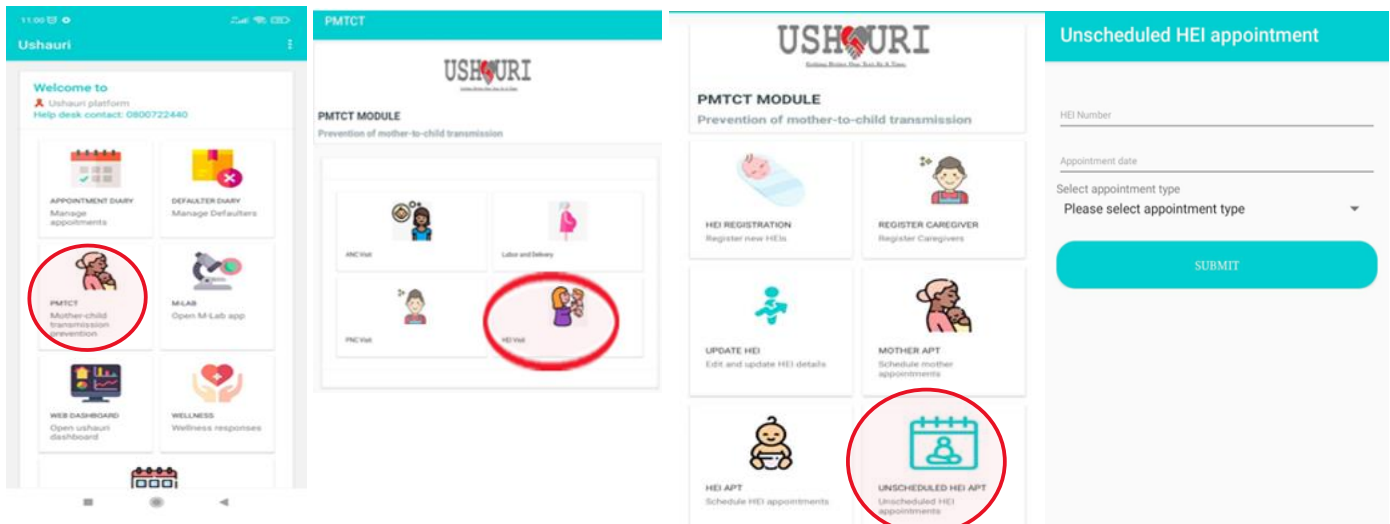 11:00
Ushauri
Welcome to
Ushauri platform
Help desk contact: 0800722440
APPOINTMENT DIARY
Manage
appoitments
DEFAULTER DIARY
Manage Defaulters
PMTCT
Mother-child
transmission
prevention
M-LAB
Open M-Lab app
WEB DASHBOARD
Open ushauri
dashboard
WELLNESS
Wellness responses
PMTCT
USHAURI
PMTCT MODULE
Prevention of mother-to-child transmission
ANC Visit
Labor and Delivery
PNC Visit
HEI Visit
USHAURI
PMTCT MODULE
Prevention of mother-to-child transmission
HEI REGISTRATION
Register new HEIs
REGISTER CAREGIVER
Register Caregivers
UPDATE HEI
Edit and update HEI details
MOTHER APT
Schedule mother
appointments
HEI APT
Schedule HEI appointments
UNSCHEDULED HEI APT
Unscheduled HEI
appointments
Unscheduled HEI appointment
HEI Number
Appointment date
Select appointment type
Please select appointment type
SUBMIT